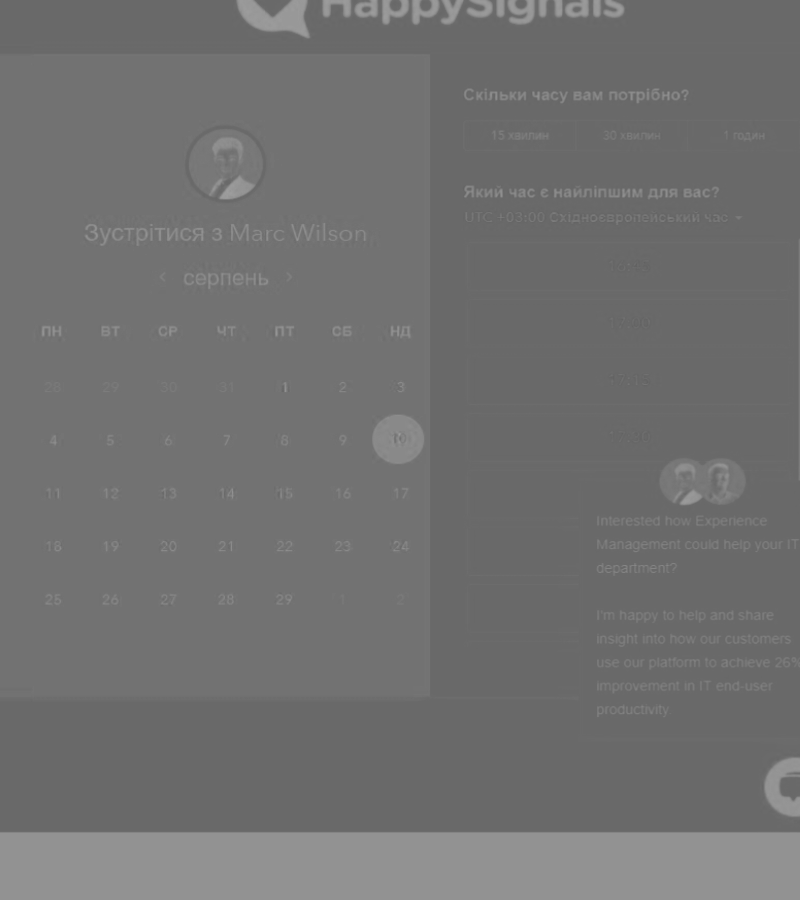 HappySignals
Зустрітися з Marc Wilson
серпень
ПН ВТ СР ЧТ ПТ СБ НД
28 29 30 31 1 2 3
4 5 6 7 8 9 10
11 12 13 14 15 16 17
18 19 20 21 22 23 24
25 26 27 28 29 1 2
Скільки часу вам потрібно?
15 хвилин 30 хвилин 1 годин
Який час є найліпшим для вас?
UTC +03:00 Східноєвропейський час
Interested how Experience
Management could help your IT
department?
I'm happy to help and share
insight into how our customers
use our platform to achieve 26%
improvement in IT end-user
productivity.